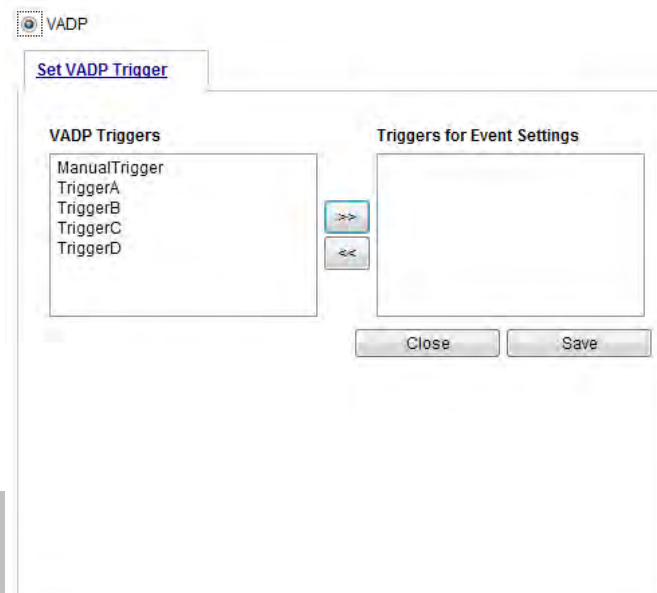 VADP
Set VADP Trigger
VADP Triggers
Triggers for Event Settings
ManualTrigger
TriggerA
TriggerB
TriggerC
TriggerD
>>
<<
Close
Save